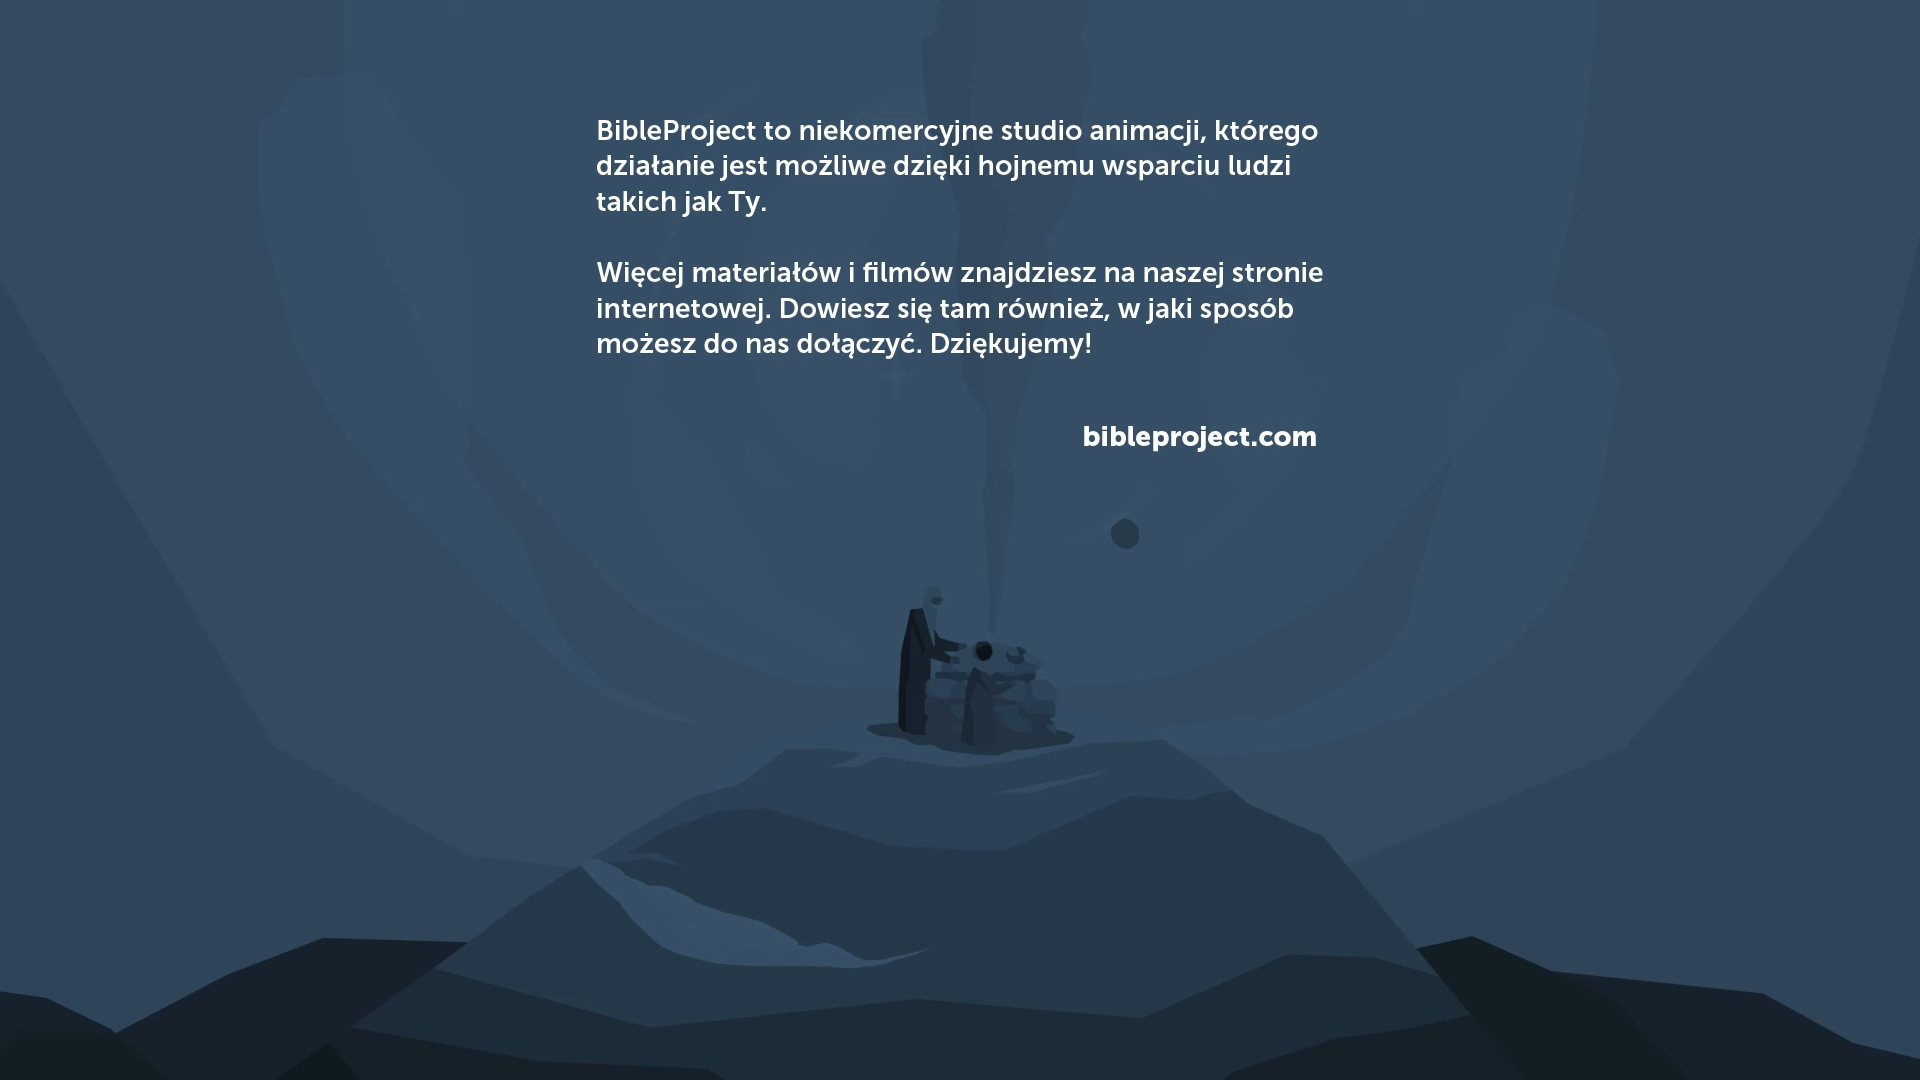 BibleProject to niekomercyjne studio animacji, którego
działanie jest możliwe dzięki hojnemu wsparciu ludzi
takich jak Ty.
Więcej materiałów i filmów znajdziesz na naszej stronie
internetowej. Dowiesz się tam również, w jaki sposób
możesz do nas dołączyć. Dziękujemy!
bibleproject.com